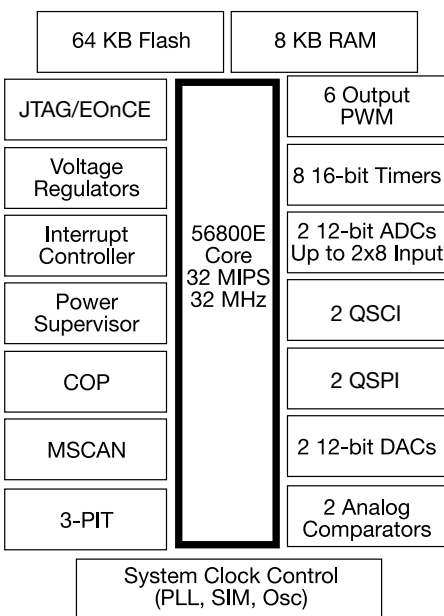 64 KB Flash
8 KB RAM
JTAG/EOnCE
Voltage
Regulators
Interrupt
Controller
Power
Supervisor
COP
MSCAN
3-PIT
56800E
Core
32 MIPS
32 MHz
6 Output
PWM
8 16-bit Timers
2 12-bit ADCs
Up to 2x8 Input
2 QSCI
2 QSPI
2 12-bit DACs
2 Analog
Comparators
System Clock Control
(PLL, SIM, Osc)